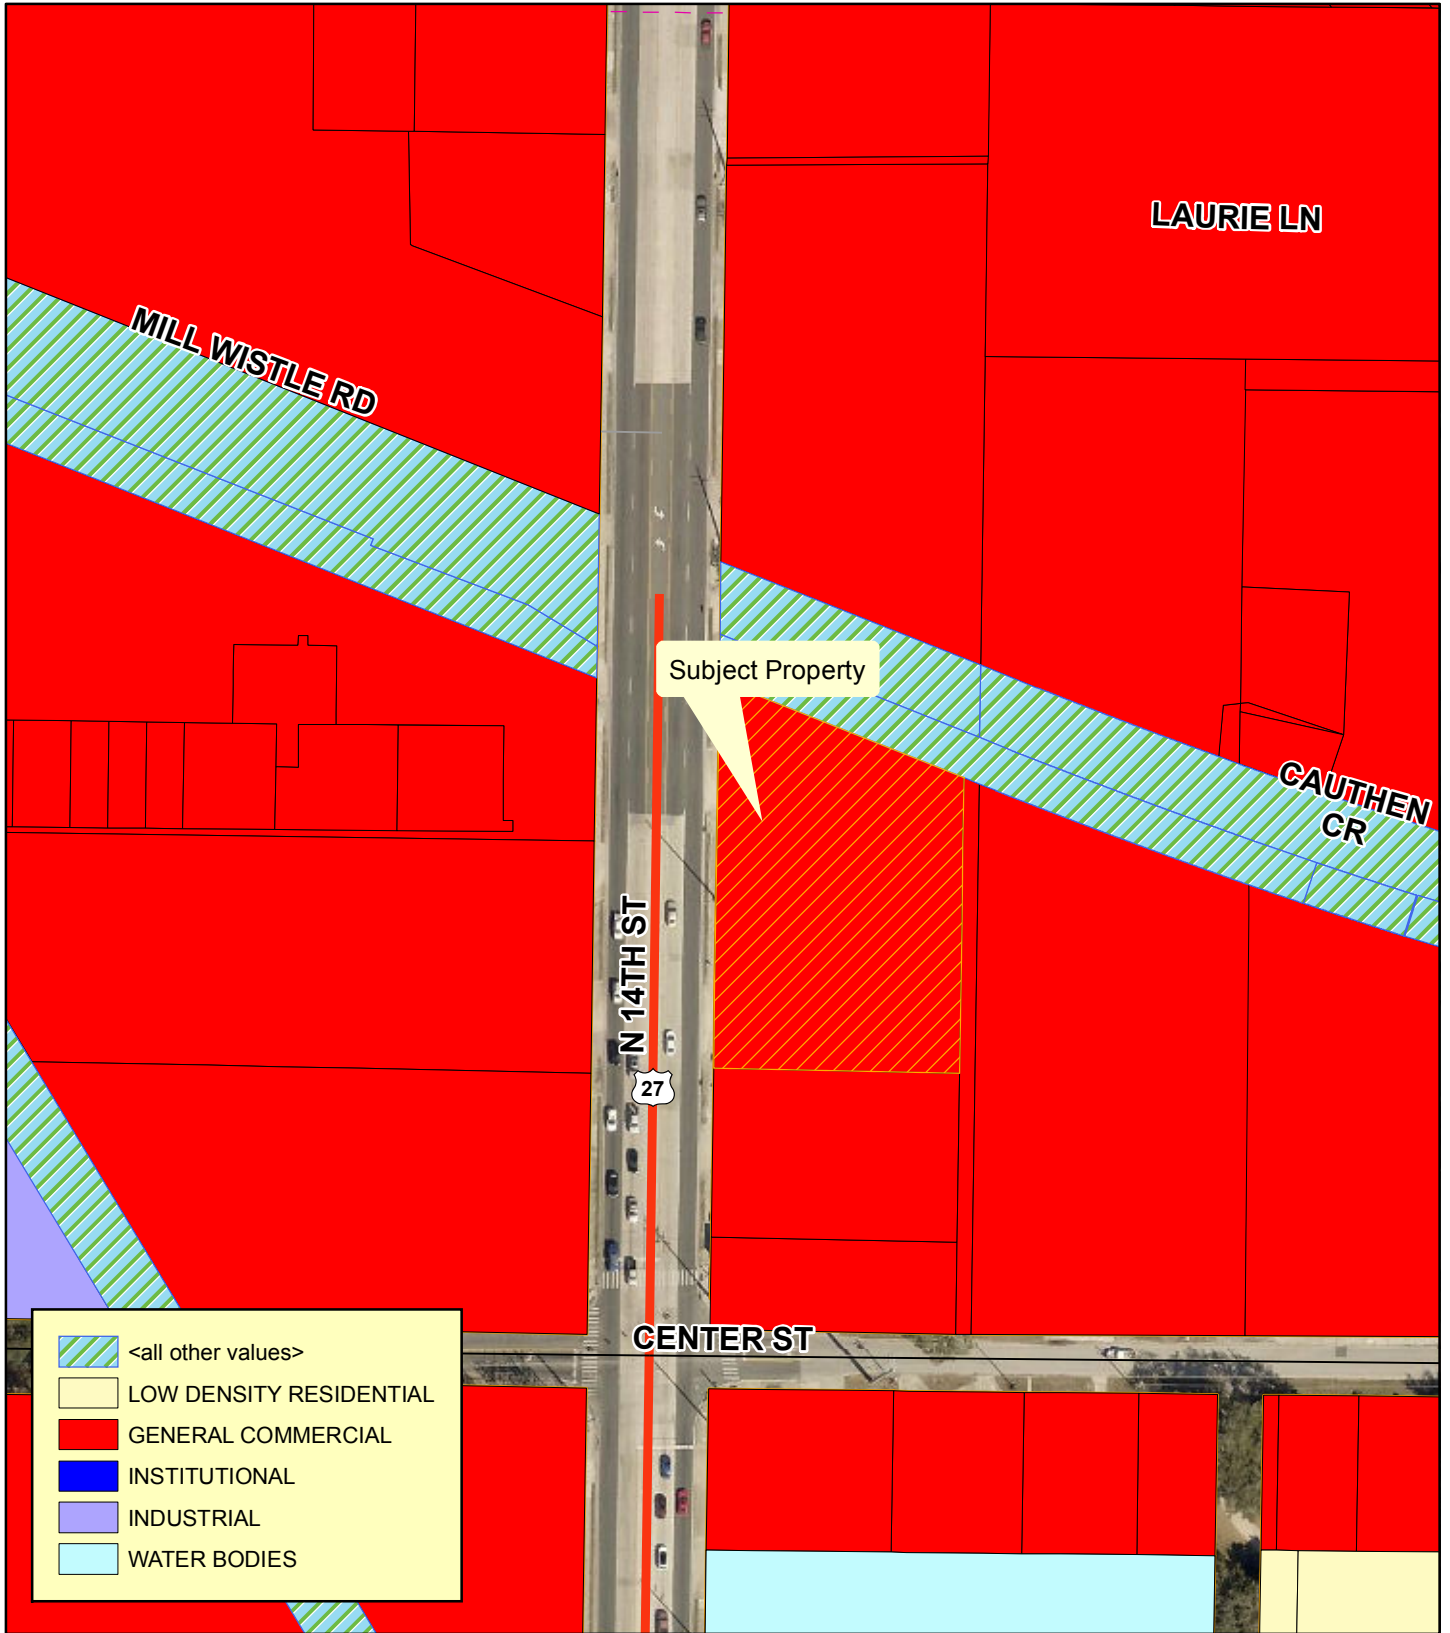 LAURIE LN
MILL WISTLE RD
Subject Property
CAUTHEN
CR
N 14TH ST
27
CENTER ST
<all other values>
LOW DENSITY RESIDENTIAL
GENERAL COMMERCIAL
INSTITUTIONAL
INDUSTRIAL
WATER BODIES